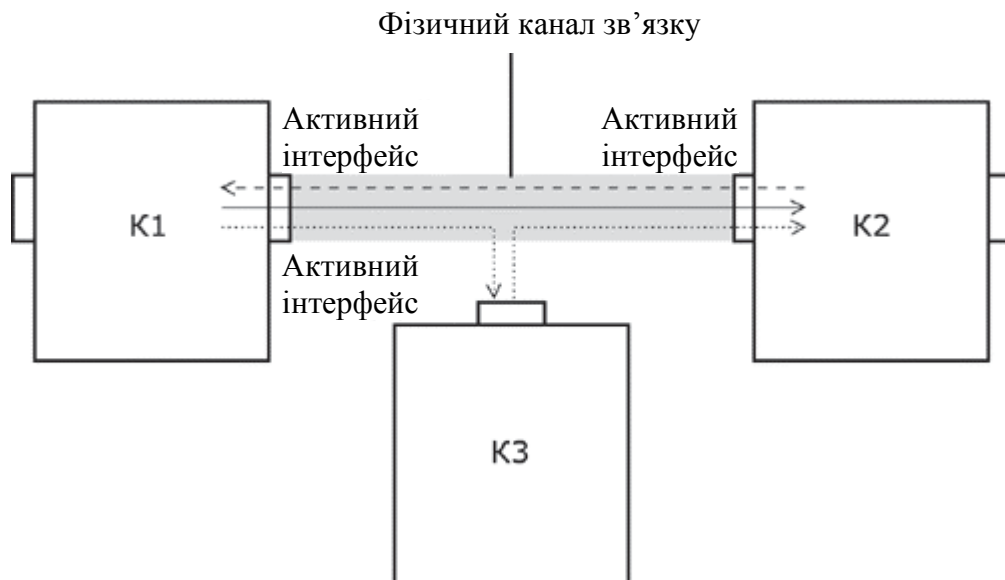 Фізичний канал зв’язку
Активний
інтерфейс
Активний
інтерфейс
К1
К2
Активний
інтерфейс
К3